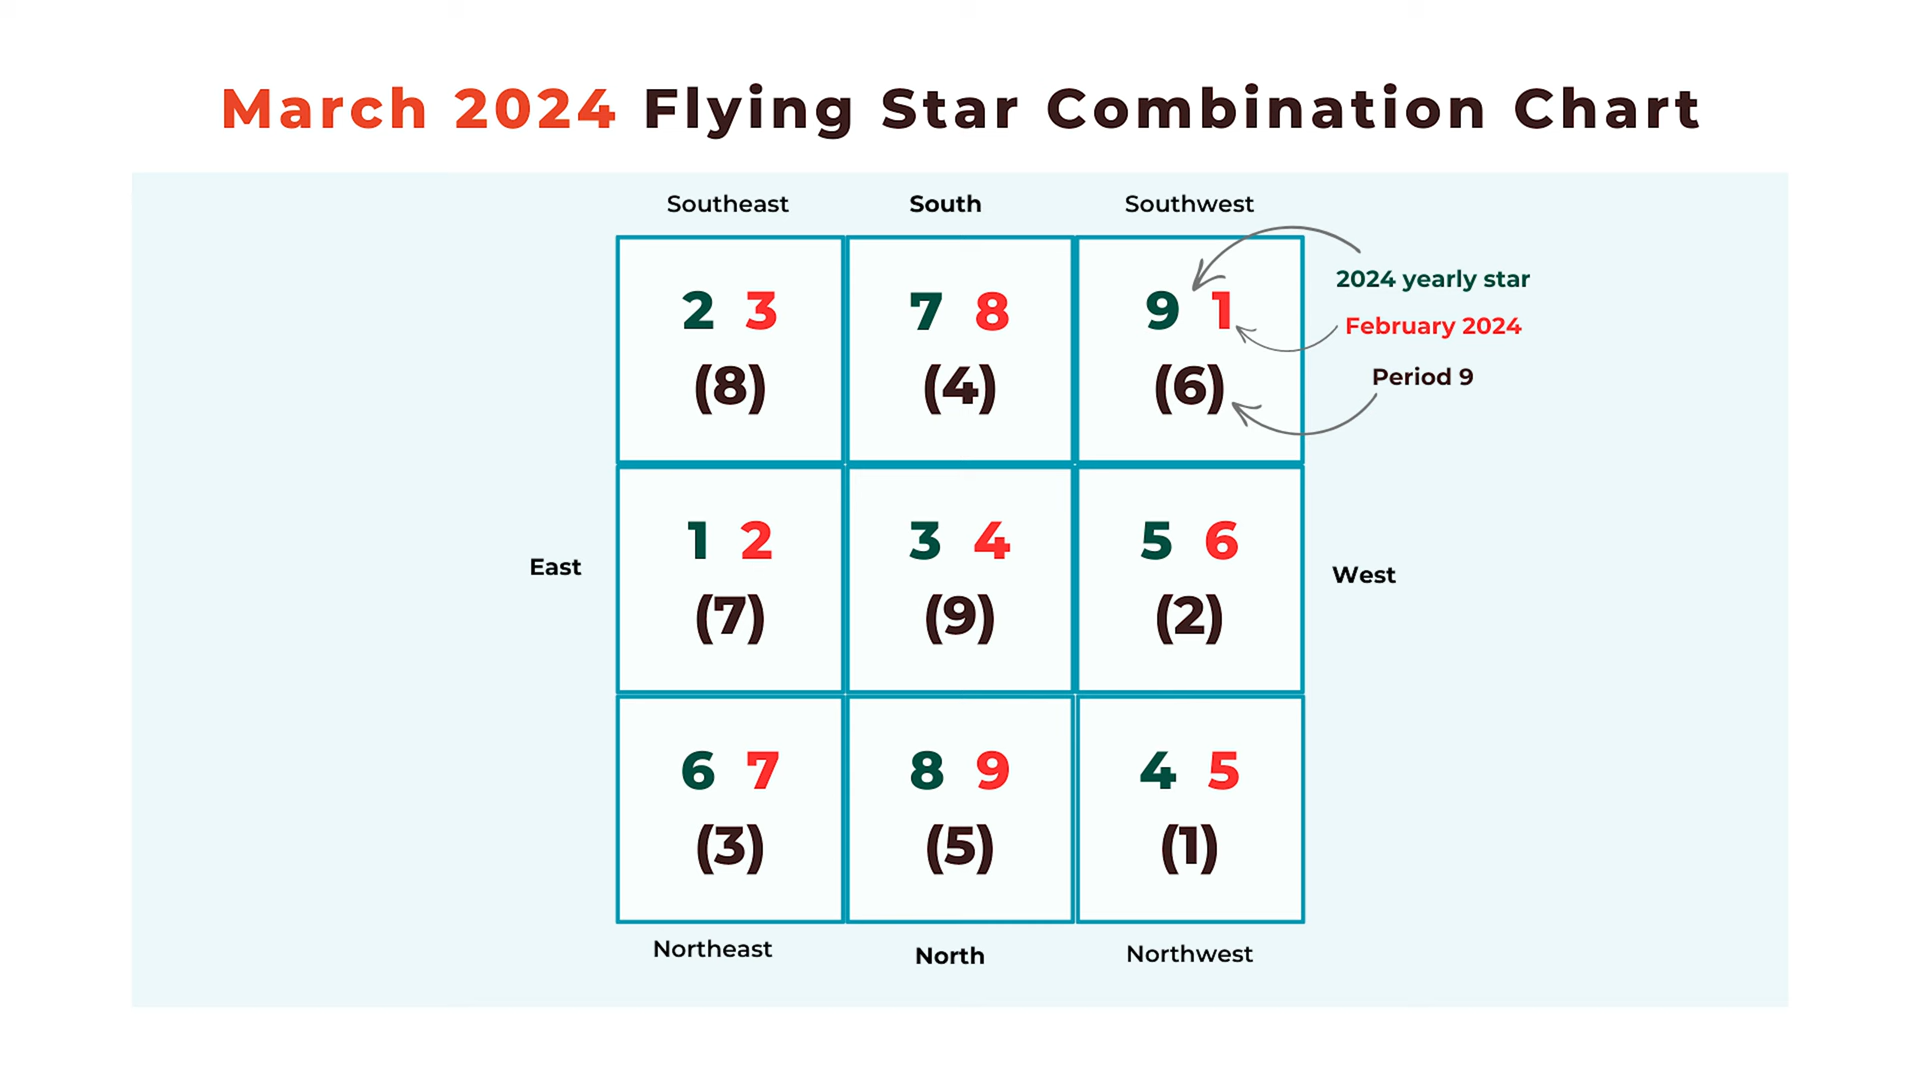 March 2024 Flying Star Combination Chart
Southeast South Southwest
2 3 7 8 9 1
2024 yearly star
February 2024
(8) (4) (6)
Period 9
1 2 3 4 5 6
East
West
(7) (9) (2)
6 7 8 9 4 5
(3) (5) (1)
Northeast North Northwest